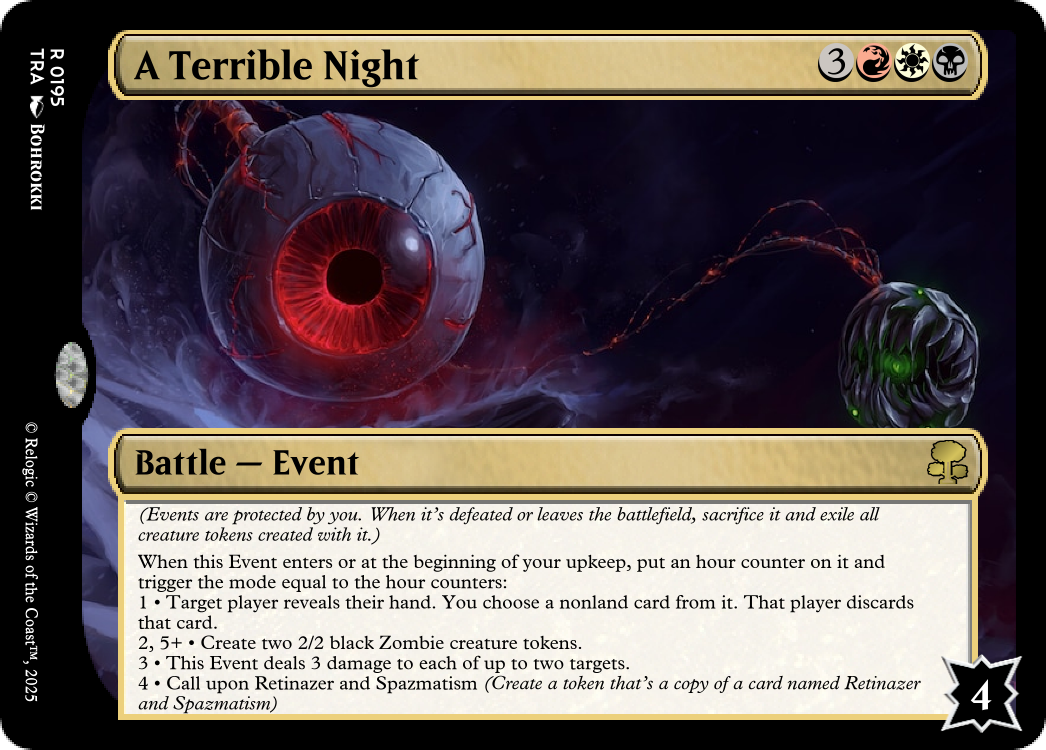 A Terrible Night
3
Battle — Event
(Events are protected by you. When it's defeated or leaves the battlefield, sacrifice it and exile all
creature tokens created with it.)
When this Event enters or at the beginning of your upkeep, put an hour counter on it and
trigger the mode equal to the hour counters:
1 • Target player reveals their hand. You choose a nonland card from it. That player discards
that card.
2, 5+ • Create two 2/2 black Zombie creature tokens.
3 • This Event deals 3 damage to each of up to two targets.
4 • Call upon Retinazer and Spazmatism (Create a token that's a copy of a card named Retinazer
and Spazmatism)
4
R 0195
TRA BOHROKKI
© Relogic © Wizards of the Coast™, 2025